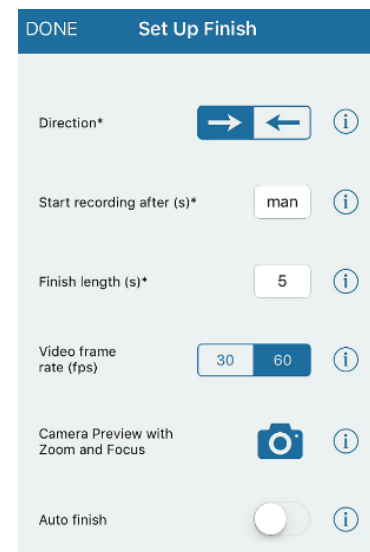 DONE Set Up Finish
Direction*
Start recording after (s)* man
Finish length (s)* 5
Video frame
rate (fps) 30 60
Camera Preview with
Zoom and Focus
Auto finish